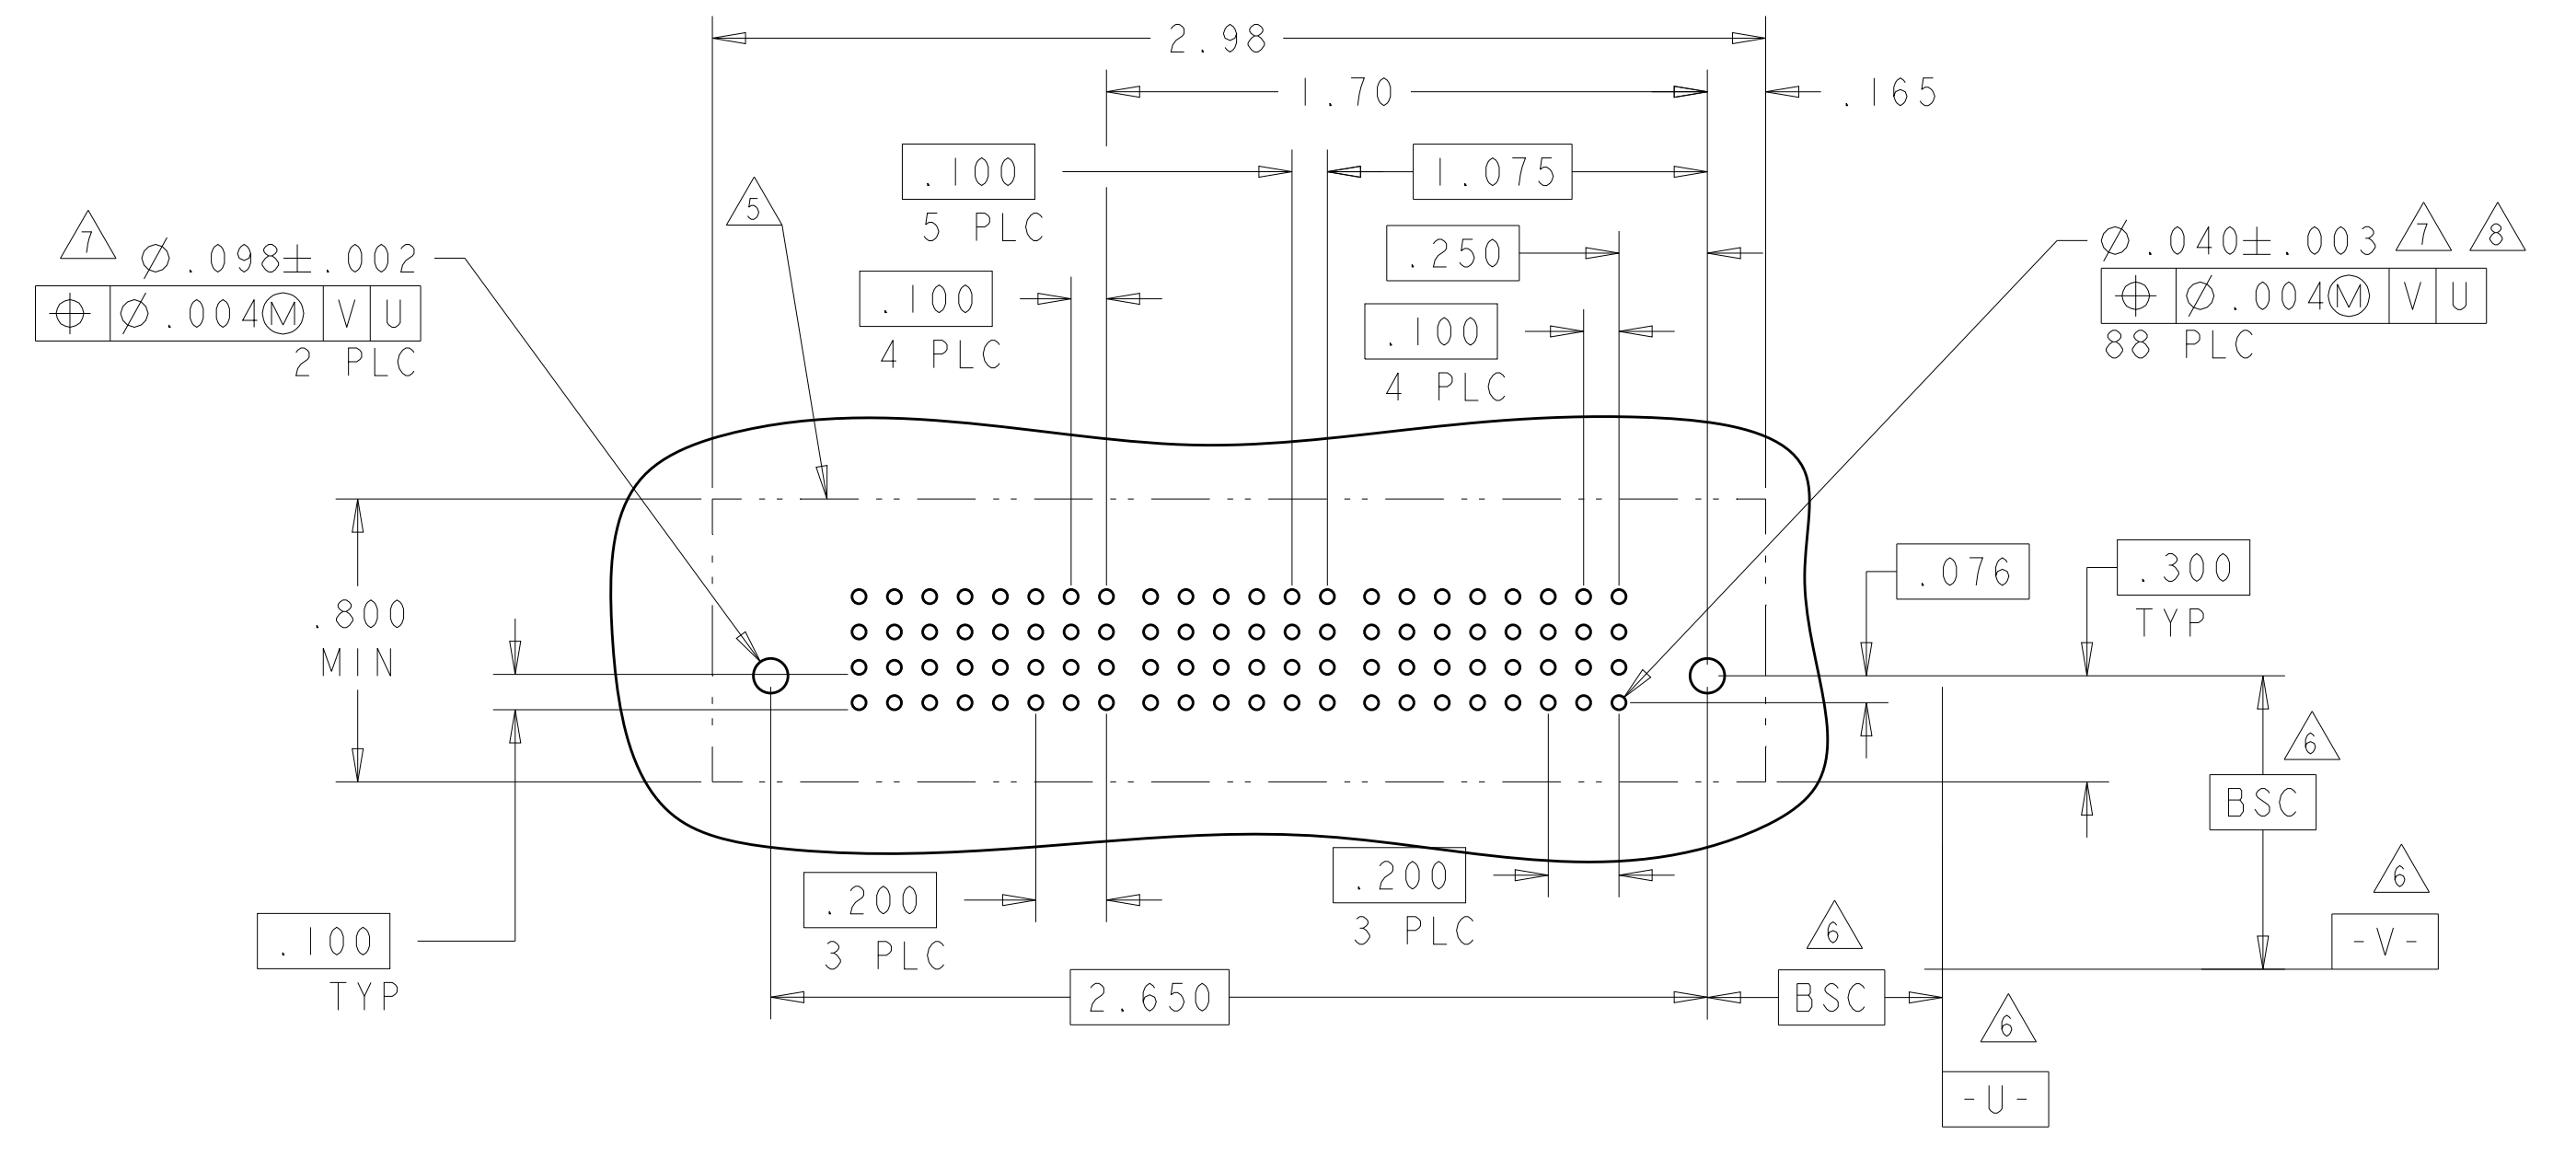 2.98
1.70
.165
.100
5 PLC
1.075
5
.250
7
Ø.098±.002
⌖ Ø.004Ⓜ V U
2 PLC
.100
4 PLC
.100
4 PLC
Ø.040±.003
7
8
⌖ Ø.004Ⓜ V U
88 PLC
.800
MIN
.076
.300
TYP
6
BSC
.100
TYP
.200
3 PLC
.200
3 PLC
2.650
6
BSC
6
-V-
6
-U-